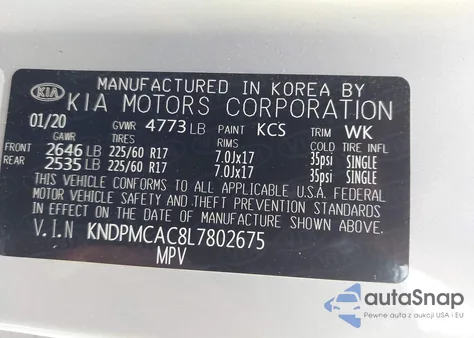 MANUFACTURED IN KOREA BY
KIA KIA MOTORS CORPORATION
01/20 GVWR 4773 LB PAINT KCS TRIM WK
GAWR TIRES RIMS COLD TIRE INFL
FRONT 2646 LB 225/60 R17 7.0Jx17 35psi SINGLE
REAR 2535 LB 225/60 R17 7.0Jx17 35psi SINGLE
THIS VEHICLE CONFORMS TO ALL APPLICABLE U.S.A FEDERAL
MOTOR VEHICLE SAFETY AND THEFT PREVENTION STANDARDS
IN EFFECT ON THE DATE OF MANUFACTURE SHOWN ABOVE.
V.I.N KNDPMCAC8L7802675
MPV
autoSnap
Pewne auta z aukcji USA i EU